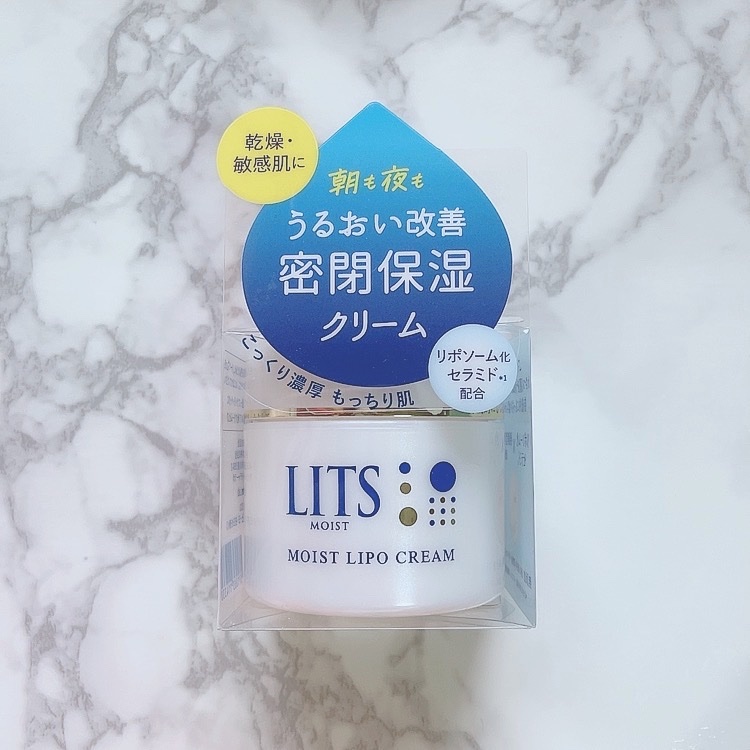 乾燥・
敏感肌に
朝も夜も
うるおい改善
密閉保湿
クリーム
こっくり濃厚 もっちり肌
リポソーム化
セラミド*1
配合
LITS
MOIST
MOIST LIPO CREAM